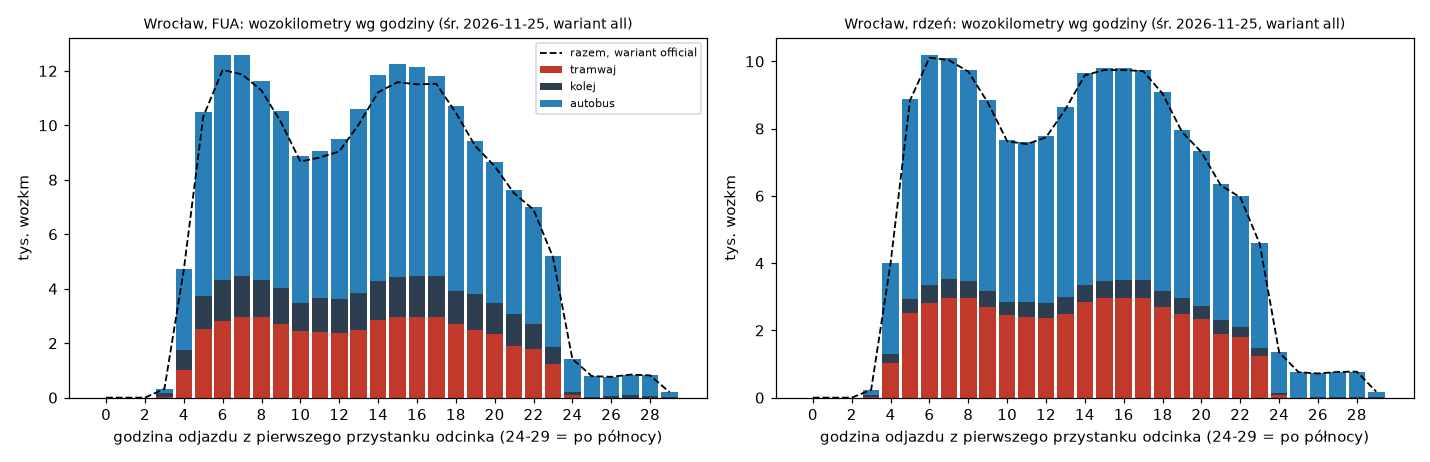 Wrocław, FUA: wozokilometry wg godziny (śr. 2026-11-25, wariant all)
tys. wozkm
12
10
8
6
4
2
0
razem, wariant official
tramwaj
kolej
autobus
0 2 4 6 8 10 12 14 16 18 20 22 24 26 28
godzina odjazdu z pierwszego przystanku odcinka (24-29 = po północy)
Wrocław, rdzeń: wozokilometry wg godziny (śr. 2026-11-25, wariant all)
tys. wozkm
10
8
6
4
2
0
0 2 4 6 8 10 12 14 16 18 20 22 24 26 28
godzina odjazdu z pierwszego przystanku odcinka (24-29 = po północy)